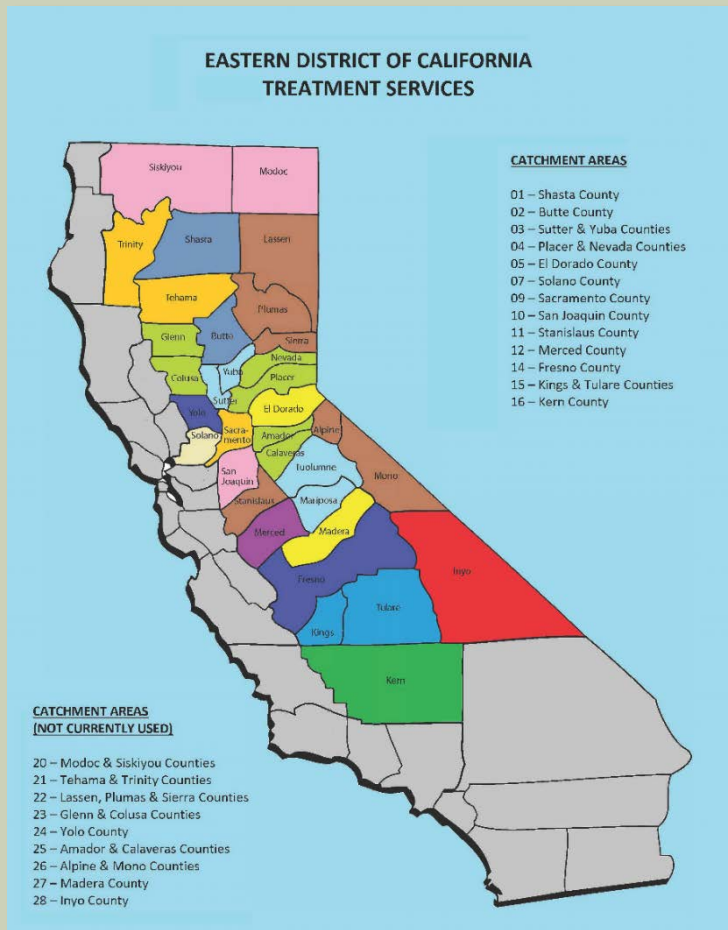 EASTERN DISTRICT OF CALIFORNIA
TREATMENT SERVICES
CATCHMENT AREAS
01 – Shasta County
02 – Butte County
03 – Sutter & Yuba Counties
04 – Placer & Nevada Counties
05 – El Dorado County
07 – Solano County
09 – Sacramento County
10 – San Joaquin County
11 – Stanislaus County
12 – Merced County
14 – Fresno County
15 – Kings & Tulare Counties
16 – Kern County
Siskiyou
Modoc
Trinity
Shasta
Lassen
Tehama
Plumas
Glenn
Butte
Sierra
Nevada
Yuba
Colusa
Placer
Sutter
Yolo
El Dorado
Sacra-
mento
Solano
Amador
Alpine
Calaveras
Tuolumne
San
Joaquin
Mono
Stanislaus
Mariposa
Merced
Madera
Inyo
Fresno
Tulare
Kings
Kern
CATCHMENT AREAS
(NOT CURRENTLY USED)
20 – Modoc & Siskiyou Counties
21 – Tehama & Trinity Counties
22 – Lassen, Plumas & Sierra Counties
23 – Glenn & Colusa Counties
24 – Yolo County
25 – Amador & Calaveras Counties
26 – Alpine & Mono Counties
27 – Madera County
28 – Inyo County